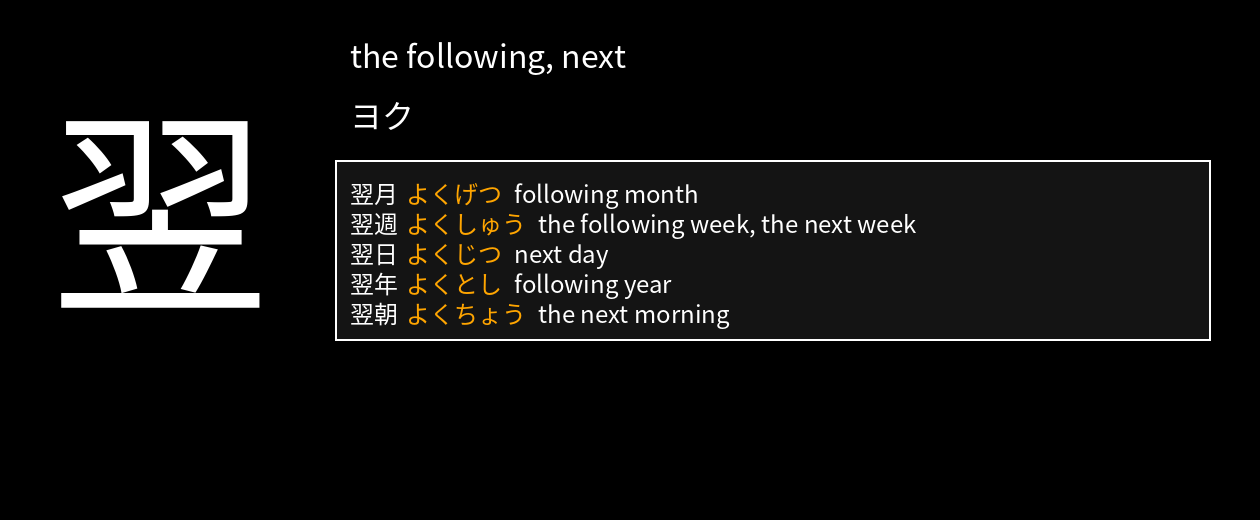 翌
the following, next
ヨク
翌月 よくげつ following month
翌週 よくしゅう the following week, the next week
翌日 よくじつ next day
翌年 よくとし following year
翌朝 よくちょう the next morning